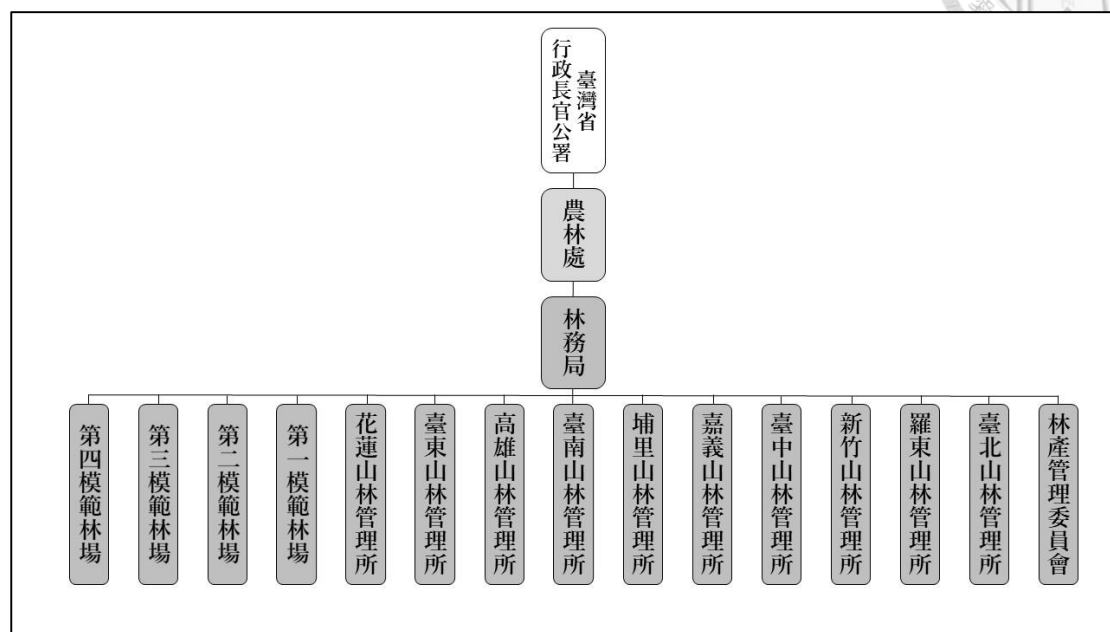 臺灣省
行政長官公署
農林處
林務局
林產管理委員會
臺北山林管理所
羅東山林管理所
新竹山林管理所
臺中山林管理所
嘉義山林管理所
埔里山林管理所
臺南山林管理所
高雄山林管理所
臺東山林管理所
花蓮山林管理所
第一模範林場
第二模範林場
第三模範林場
第四模範林場